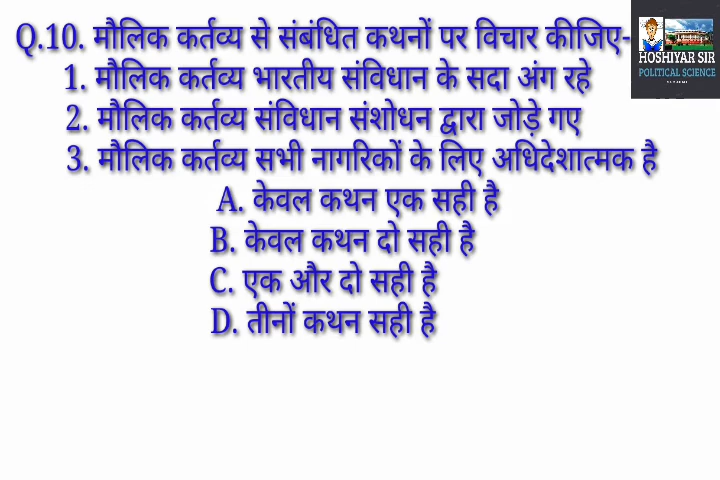 Q.10. मौलिक कर्तव्य से संबंधित कथनों पर विचार कीजिए-
1. मौलिक कर्तव्य भारतीय संविधान के सदा अंग रहे
2. मौलिक कर्तव्य संविधान संशोधन द्वारा जोड़े गए
3. मौलिक कर्तव्य सभी नागरिकों के लिए अधिदेशात्मक है
A. केवल कथन एक सही है
B. केवल कथन दो सही है
C. एक और दो सही है
D. तीनों कथन सही है
HOSHIYAR SIR
POLITICAL SCIENCE